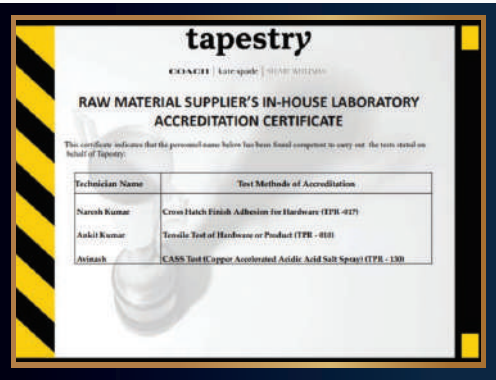 tapestry
COACH | kate spade | STUART WEITZMAN
RAW MATERIAL SUPPLIER'S IN-HOUSE LABORATORY
ACCREDITATION CERTIFICATE
This certificate indicates that the personnel name below has been found competent to carry out the tests stated on
behalf of Tapestry:
Technician Name Test Methods of Accreditation
Naresh Kumar Cross Hatch Finish Adhesion for Hardware (TPR -017)
Ankit Kumar Tensile Test of Hardware or Product (TPR - 010)
Avinash CASS Test (Copper Accelerated Acidic Acid Salt Spray) (TPR - 130)